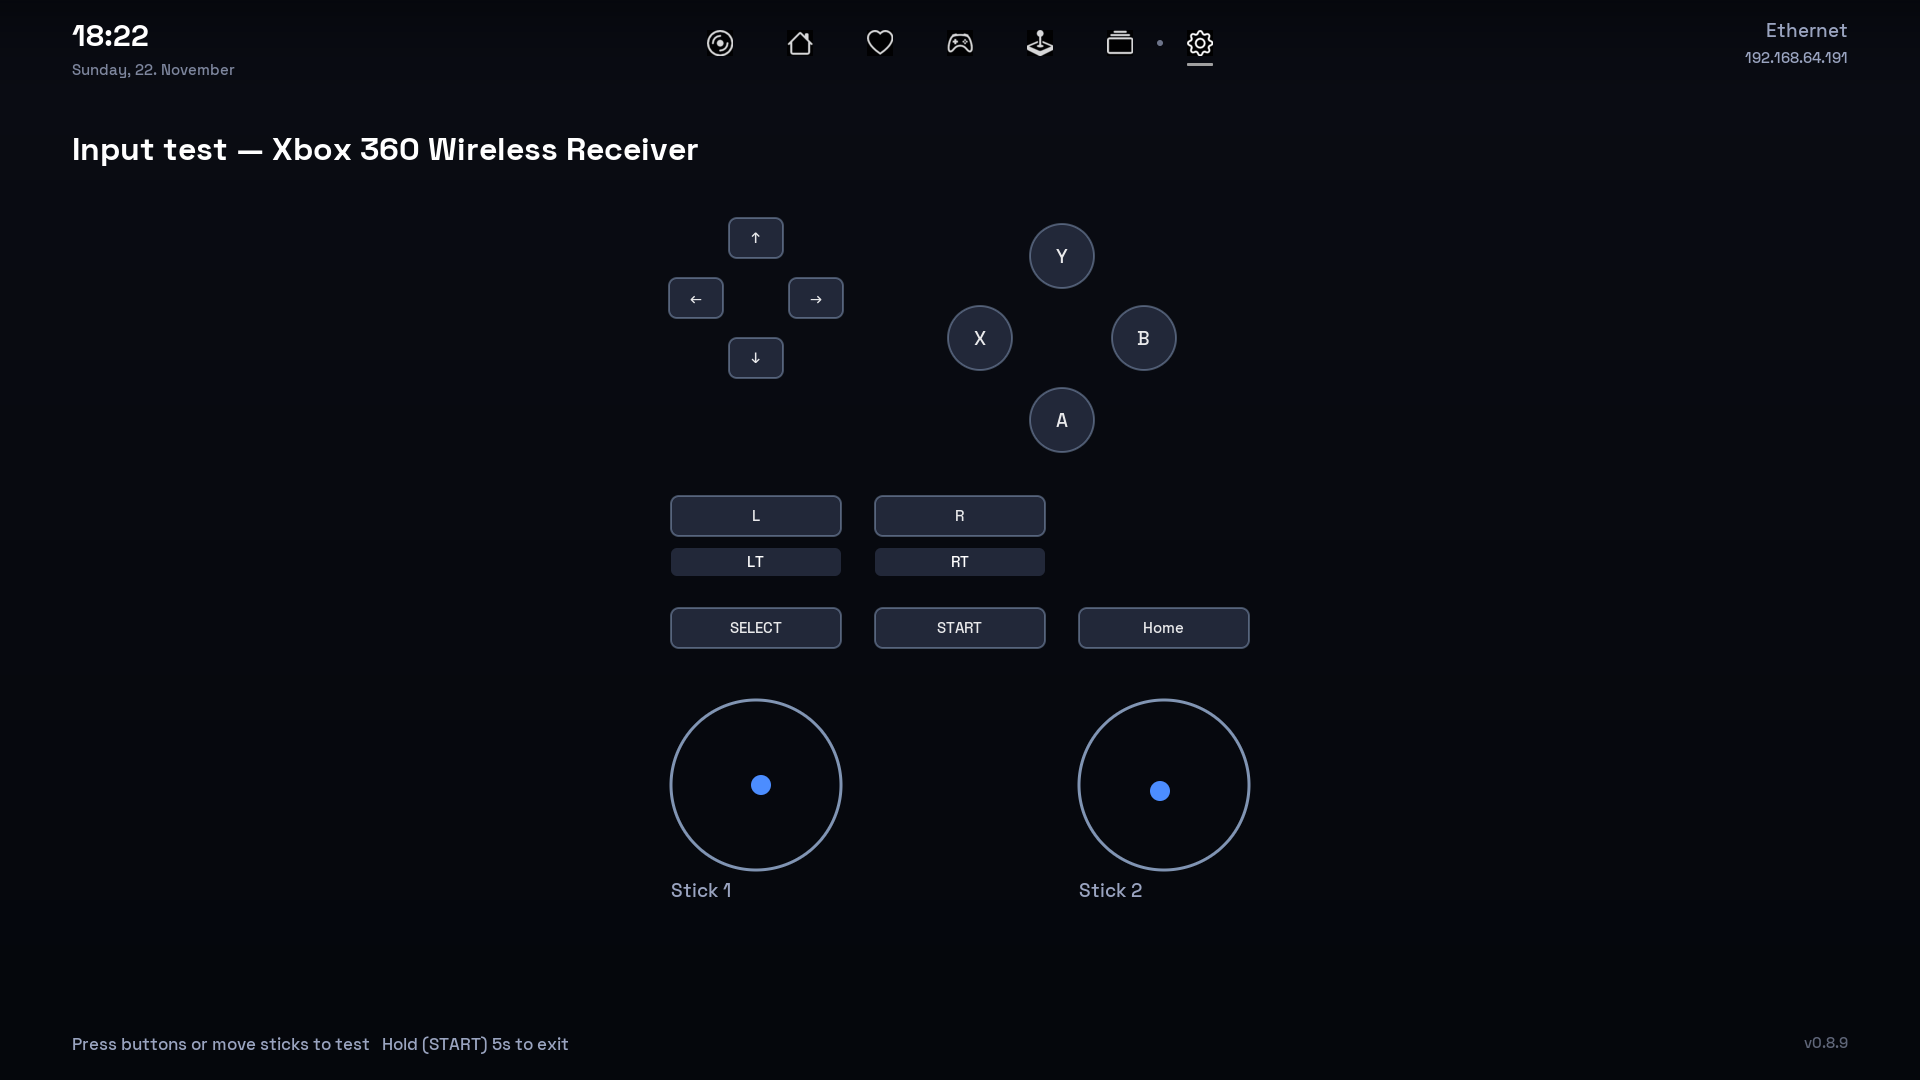 18:22
Sunday, 22. November
Ethernet
192.168.64.191
Input test — Xbox 360 Wireless Receiver
↑
← →
↓
Y
X B
A
L R
LT RT
SELECT START Home
Stick 1 Stick 2
Press buttons or move sticks to test Hold (START) 5s to exit
v0.8.9